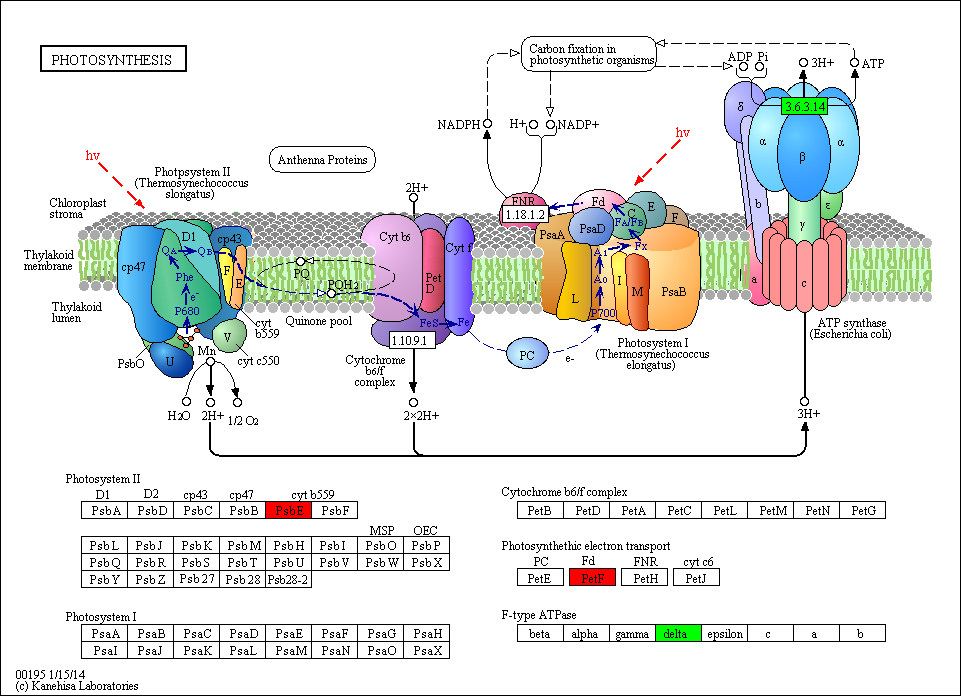 PHOTOSYNTHESIS
Carbon fixation in
photosynthetic organisms
ADP Pi
3H+
ATP
NADPH
H+
NADP+
hν
hν
Anthenna Proteins
Photpsystem II
(Thermosynechococcus
elongatus)
2H+
3.6.3.14
δ
α
β
α
Chloroplast
stroma
FNR
1.18.1.2
Fd
C
E
F
FA/FB
PsaA
PsaD
Fx
b
ε
γ
D1
cp43
QA
QB
cp47
Cyt b6
Cyt f
Thylakoid
membrane
F
E
PQ
Phe
Pet
D
A1
A0
I
a
c
e-
PQH2
L
M
PsaB
Thylakoid
lumen
P680
Quinone pool
FeS
Fe
P700
cyt
b559
V
1.10.9.1
ATP synthase
(Escherichia coli)
PsbO
U
Mn
cyt c550
Cytochrome
b6/f
complex
PC
e-
Photosystem I
(Thermosynechococcus
elongatus)
H2O
2H+
1/2 O2
2×2H+
3H+
Photosystem II
D1 D2 cp43 cp47 cyt b559
PsbA PsbD PsbC PsbB PsbE PsbF
MSP OEC
PsbL PsbJ PsbK PsbM PsbH PsbI PsbO PsbP
PsbQ PsbR PsbS PsbT PsbU PsbV PsbW PsbX
PsbY PsbZ Psb27 Psb28 Psb28-2
Photosystem I
PsaA PsaB PsaC PsaD PsaE PsaF PsaG PsaH
PsaI PsaJ PsaK PsaL PsaM PsaN PsaO PsaX
Cytochrome b6/f complex
PetB PetD PetA PetC PetL PetM PetN PetG
Photosynthethic electron transport
PC Fd FNR cyt c6
PetE PetF PetH PetJ
F-type ATPase
beta alpha gamma delta epsilon c a b
00195 1/15/14
(c) Kanehisa Laboratories